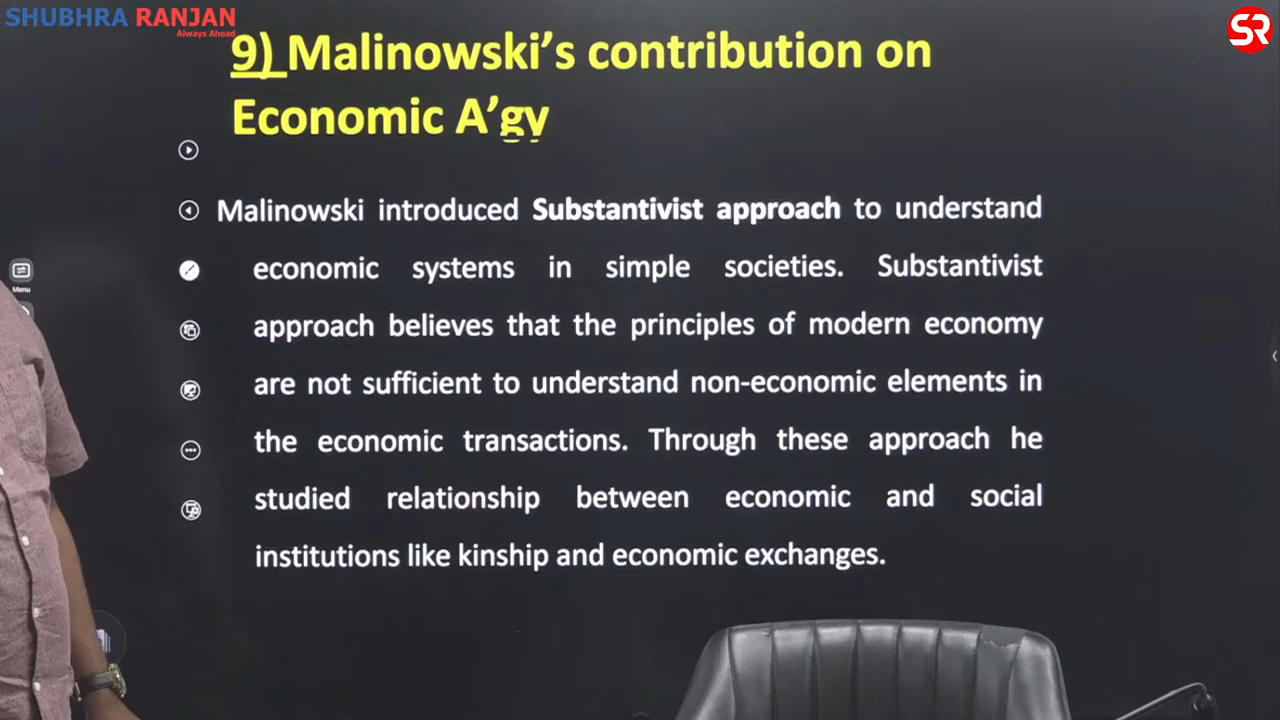 SHUBHRA RANJAN
Always Ahead
SR
9) Malinowski's contribution on
Economic A'gy
Malinowski introduced Substantivist approach to understand
economic systems in simple societies. Substantivist
approach believes that the principles of modern economy
are not sufficient to understand non-economic elements in
the economic transactions. Through these approach he
studied relationship between economic and social
institutions like kinship and economic exchanges.
Menu